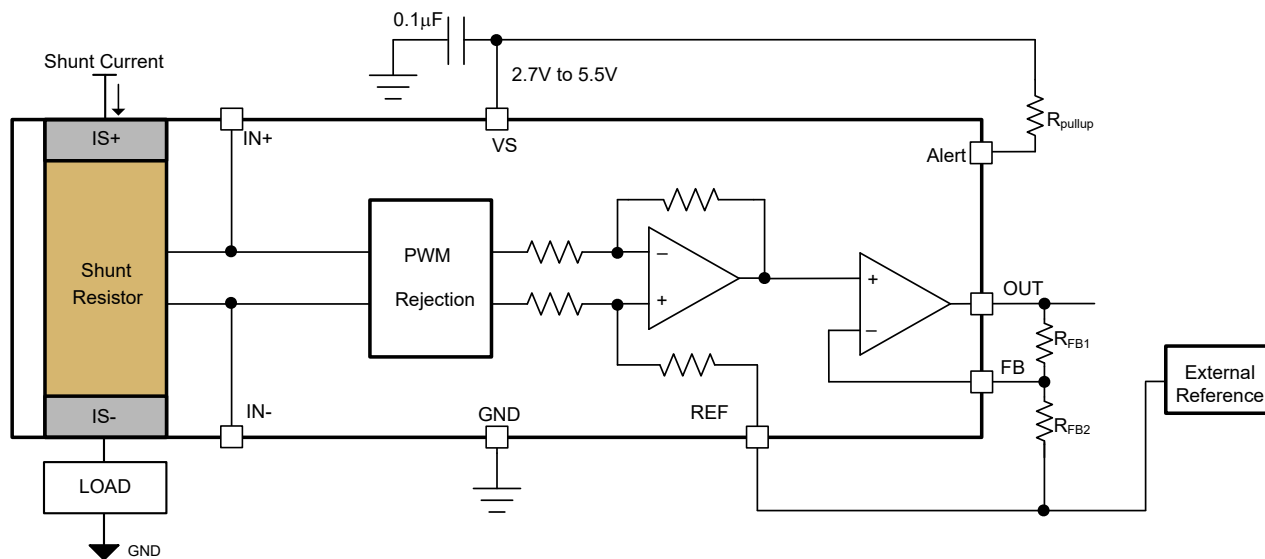 0.1µF
Shunt Current
2.7V to 5.5V
IS+
IN+
VS
Rpullup
Alert
Shunt
Resistor
PWM
Rejection
−
+
+
−
OUT
RFB1
FB
External
Reference
IS-
IN-
GND
REF
RFB2
LOAD
GND